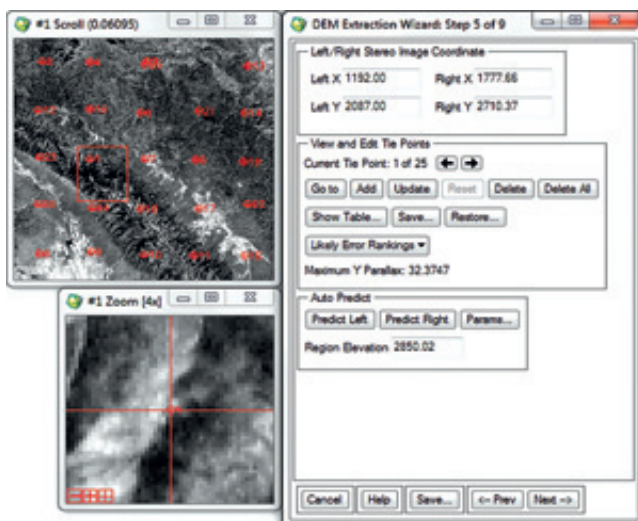 #1 Scroll (0.06095)
#1 Zoom [4x]
DEM Extraction Wizard: Step 5 of 9
Left/Right Stereo Image Coordinate
Left X 1192.00 Right X 1777.66
Left Y 2087.00 Right Y 2710.37
View and Edit Tie Points
Current Tie Point: 1 of 25
Go to Add Update Reset Delete Delete All
Show Table... Save... Restore...
Likely Error Rankings
Maximum Y Parallax: 32.3747
Auto Predict
Predict Left Predict Right Params...
Region Elevation 2850.02
Cancel Help Save... <-- Prev Next -->